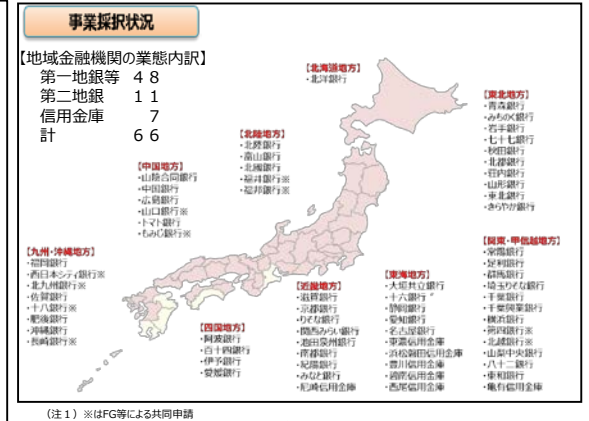 事業採択状況
【地域金融機関の業態内訳】
第一地銀等 48
第二地銀 11
信用金庫 7
計 66
【北海道地方】
・北洋銀行
【東北地方】
・青森銀行
・みちのく銀行
・岩手銀行
・七十七銀行
・秋田銀行
・北都銀行
・荘内銀行
・山形銀行
・東北銀行
・きらやか銀行
【北陸地方】
・北陸銀行
・富山銀行
・北國銀行
・福井銀行※
・福邦銀行※
【中国地方】
・山陰合同銀行
・中国銀行
・広島銀行
・山口銀行※
・トマト銀行
・もみじ銀行※
【九州・沖縄地方】
・福岡銀行
・西日本シティ銀行※
・北九州銀行※
・佐賀銀行
・十八銀行※
・肥後銀行
・沖縄銀行
・長崎銀行※
【四国地方】
・阿波銀行
・百十四銀行
・伊予銀行
・愛媛銀行
【近畿地方】
・滋賀銀行
・京都銀行
・りそな銀行
・関西みらい銀行
・池田泉州銀行
・南都銀行
・紀陽銀行
・みなと銀行
・尼崎信用金庫
【東海地方】
・大垣共立銀行
・十六銀行
・静岡銀行
・愛知銀行
・名古屋銀行
・東濃信用金庫
・浜松磐田信用金庫
・豊川信用金庫
・碧南信用金庫
・西尾信用金庫
【関東・甲信越地方】
・常陽銀行
・足利銀行
・群馬銀行
・埼玉りそな銀行
・千葉銀行
・千葉興業銀行
・横浜銀行
・第四銀行※
・北越銀行※
・山梨中央銀行
・八十二銀行
・東和銀行
・亀有信用金庫
（注１）※はFG等による共同申請